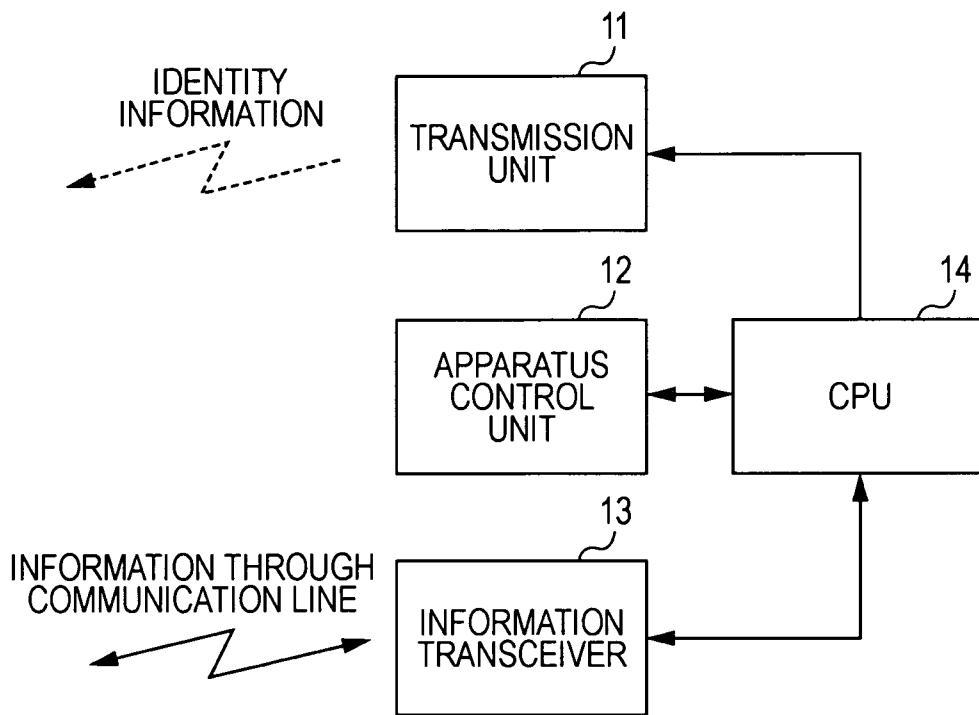 11
IDENTITY
INFORMATION
TRANSMISSION
UNIT
12
14
APPARATUS
CONTROL
UNIT
CPU
13
INFORMATION THROUGH
COMMUNICATION LINE
INFORMATION
TRANSCEIVER